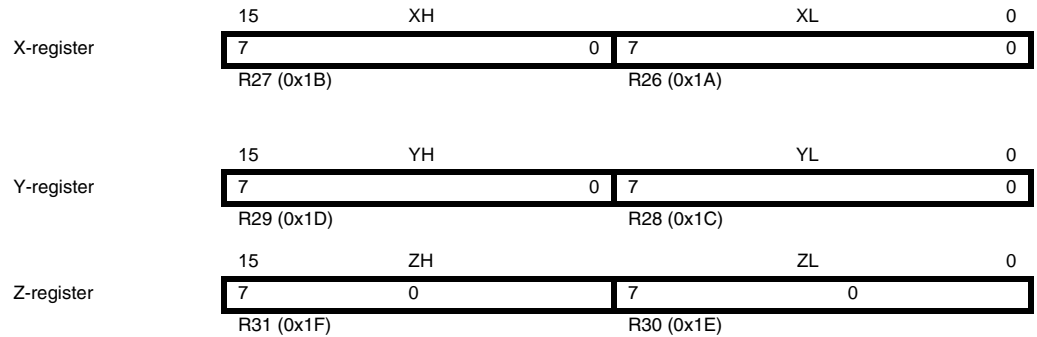 15 XH XL 0
X-register 7 0 7 0
R27 (0x1B) R26 (0x1A)
15 YH YL 0
Y-register 7 0 7 0
R29 (0x1D) R28 (0x1C)
15 ZH ZL 0
Z-register 7 0 7 0
R31 (0x1F) R30 (0x1E)